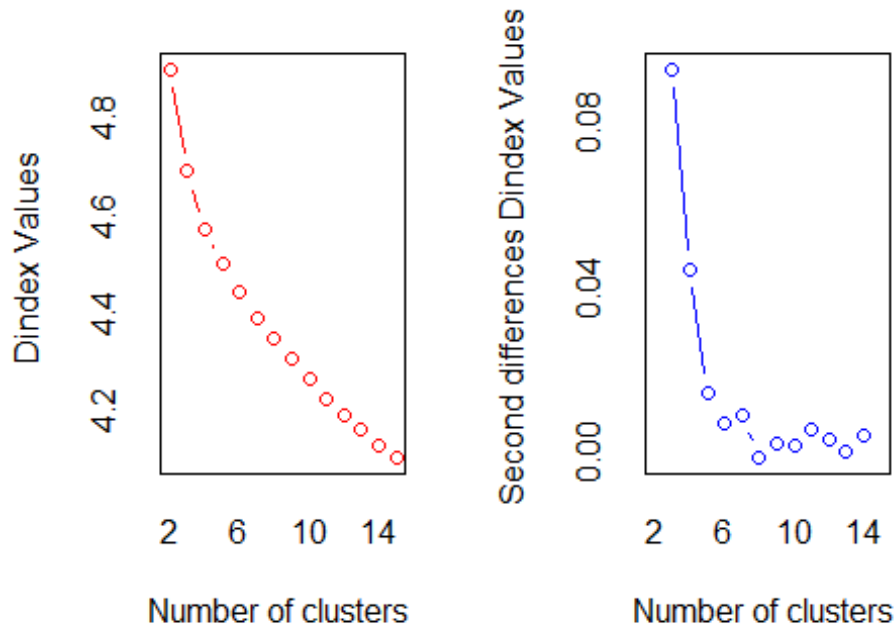 Dindex Values
4.8
4.6
4.4
4.2
2 6 10 14
Number of clusters
Second differences Dindex Values
0.08
0.04
0.00
2 6 10 14
Number of clusters